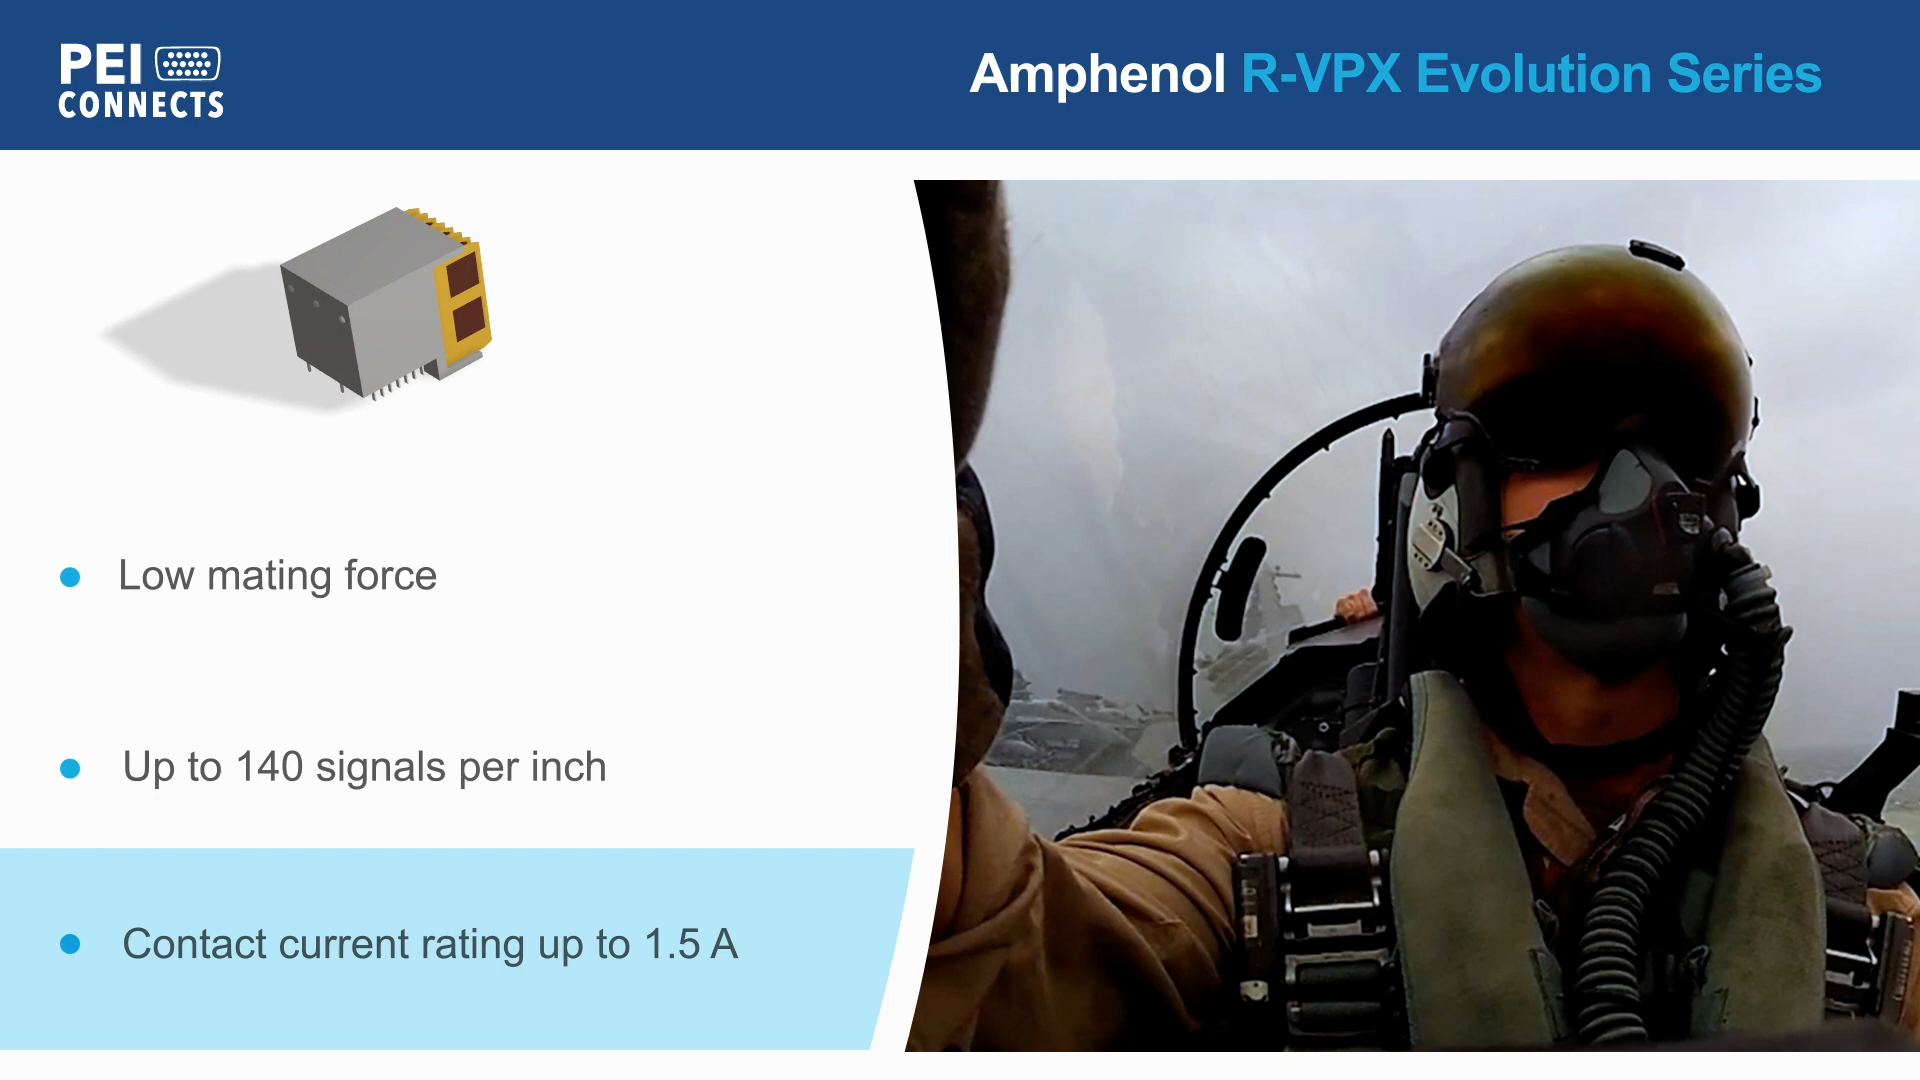 PEI
CONNECTS
Amphenol R-VPX Evolution Series
Low mating force
Up to 140 signals per inch
Contact current rating up to 1.5 A